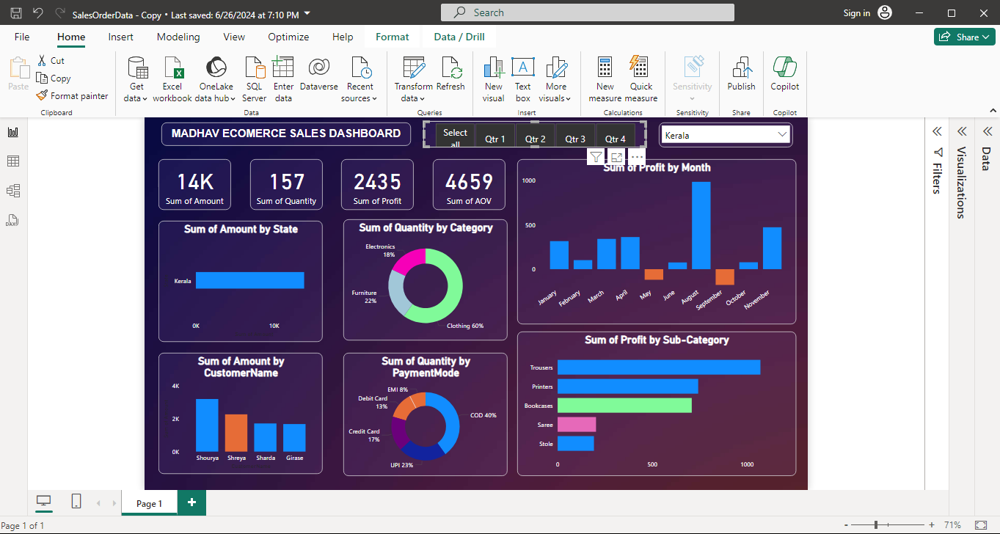 SalesOrderData - Copy • Last saved: 6/26/2024 at 7:10 PM
Search
Sign in
File Home Insert Modeling View Optimize Help Format Data / Drill
Share
Paste
Cut
Copy
Format painter
Clipboard
Get data
Excel workbook
OneLake data hub
SQL Server
Enter data
Dataverse
Recent sources
Data
Transform data
Refresh
Queries
New visual
Text box
More visuals
Insert
New measure
Quick measure
Calculations
Sensitivity
Sensitivity
Publish
Share
Copilot
Copilot
MADHAV ECOMERCE SALES DASHBOARD
Select all
Qtr 1
Qtr 2
Qtr 3
Qtr 4
Kerala
14K
Sum of Amount
157
Sum of Quantity
2435
Sum of Profit
4659
Sum of AOV
Sum of Profit by Month
1000
500
0
January
February
March
April
May
June
August
September
October
November
Sum of Amount by State
Kerala
0K
10K
Sum of Quantity by Category
Electronics
18%
Furniture
22%
Clothing 60%
Sum of Amount by
CustomerName
4K
2K
0K
Shourya
Shreya
Sharda
Girase
Sum of Quantity by
PaymentMode
EMI 8%
Debit Card
13%
COD 40%
Credit Card
17%
UPI 23%
Sum of Profit by Sub-Category
Trousers
Printers
Bookcases
Saree
Stole
0
500
1000
Filters
Visualizations
Data
DAX
Page 1
Page 1 of 1
71%